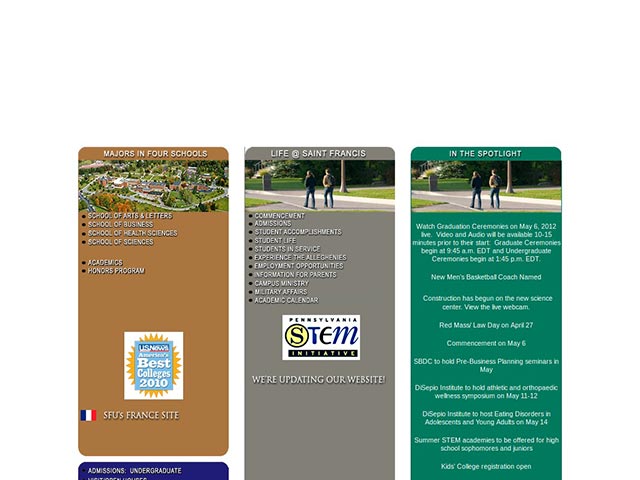 MAJORS IN FOUR SCHOOLS
SCHOOL OF ARTS & LETTERS
SCHOOL OF BUSINESS
SCHOOL OF HEALTH SCIENCES
SCHOOL OF SCIENCES
ACADEMICS
HONORS PROGRAM
USNews
America's
Best
Colleges
2010
SFU's FRANCE SITE
ADMISSIONS: UNDERGRADUATE
VISIT/OPEN HOUSES
LIFE @ SAINT FRANCIS
COMMENCEMENT
ADMISSIONS
STUDENT ACCOMPLISHMENTS
STUDENT LIFE
STUDENTS IN SERVICE
EXPERIENCE THE ALLEGHENIES
EMPLOYMENT OPPORTUNITIES
INFORMATION FOR PARENTS
CAMPUS MINISTRY
MILITARY AFFAIRS
ACADEMIC CALENDAR
PENNSYLVANIA
STEM
INITIATIVE
WE'RE UPDATING OUR WEBSITE!
IN THE SPOTLIGHT
Watch Graduation Ceremonies on May 6, 2012
live. Video and Audio will be available 10-15
minutes prior to their start: Graduate Ceremonies
begin at 9:45 a.m. EDT and Undergraduate
Ceremonies begin at 1:45 p.m. EDT.
New Men's Basketball Coach Named
Construction has begun on the new science
center. View the live webcam.
Red Mass/ Law Day on April 27
Commencement on May 6
SBDC to hold Pre-Business Planning seminars in
May
DiSepio Institute to hold athletic and orthopaedic
wellness symposium on May 11-12
DiSepio Institute to host Eating Disorders in
Adolescents and Young Adults on May 14
Summer STEM academies to be offered for high
school sophomores and juniors
Kids' College registration open